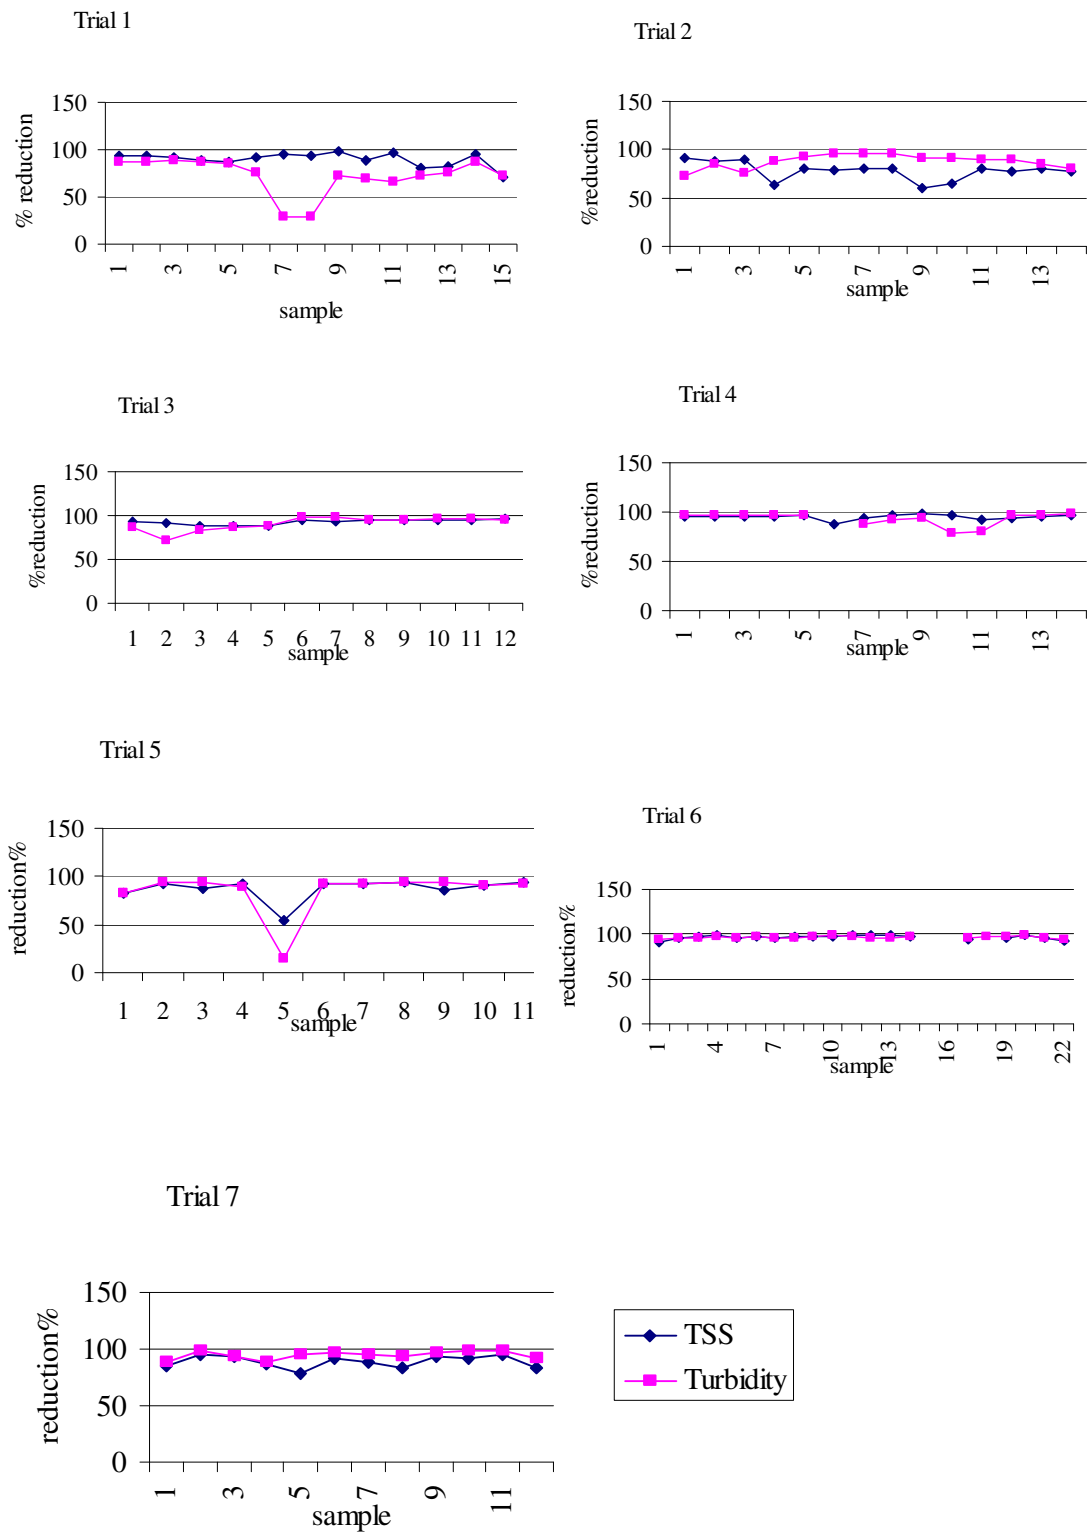 Trial 1
% reduction
150
100
50
0
1
3
5
7
9
11
13
15
sample
Trial 2
%reduction
150
100
50
0
1
3
5
7
9
11
13
sample
Trial 3
%reduction
150
100
50
0
1 2 3 4 5 6 7 8 9 10 11 12
sample
Trial 4
%reduction
150
100
50
0
1
3
5
7
9
11
13
sample
Trial 5
reduction%
150
100
50
0
1 2 3 4 5 6 7 8 9 10 11
sample
Trial 6
reduction%
150
100
50
0
1
4
7
10
13
16
19
22
sample
Trial 7
reduction%
150
100
50
0
1
3
5
7
9
11
sample
TSS
Turbidity